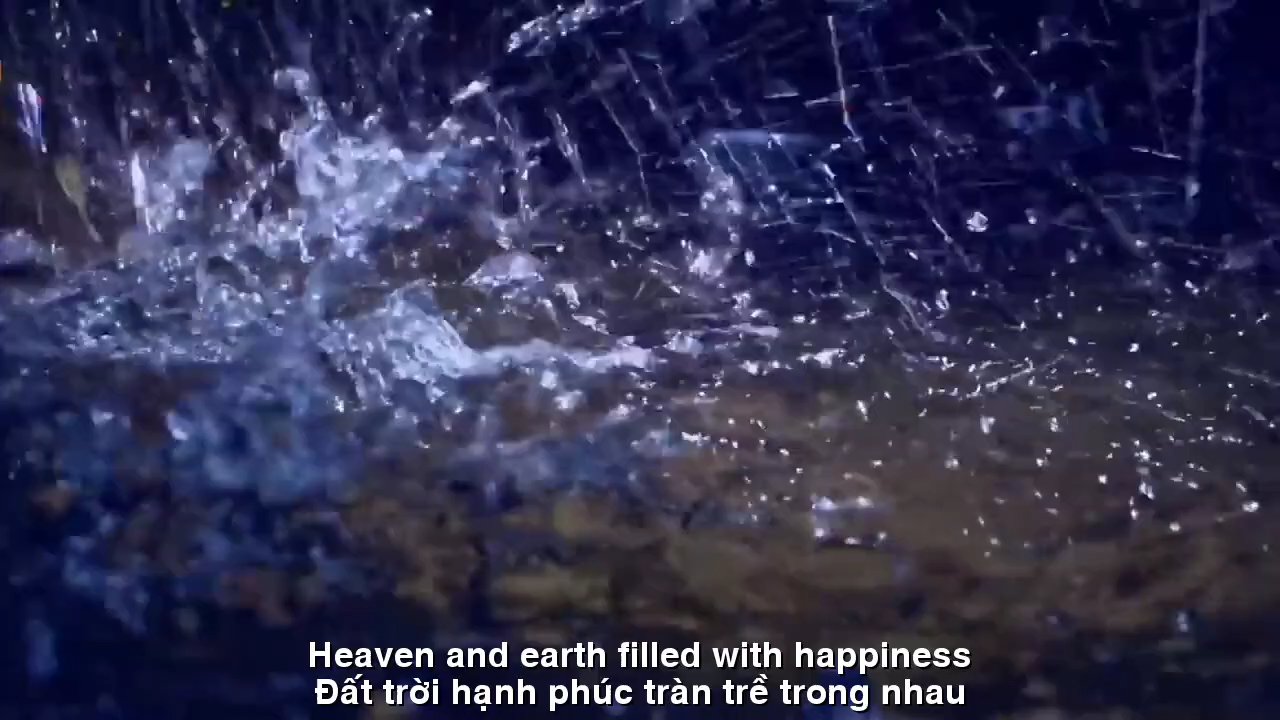 Heaven and earth filled with happiness
Đất trời hạnh phúc tràn trề trong nhau